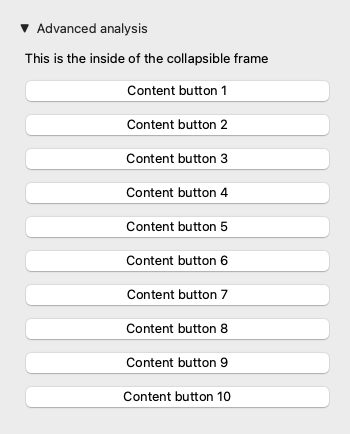 ▼ Advanced analysis
This is the inside of the collapsible frame
Content button 1
Content button 2
Content button 3
Content button 4
Content button 5
Content button 6
Content button 7
Content button 8
Content button 9
Content button 10